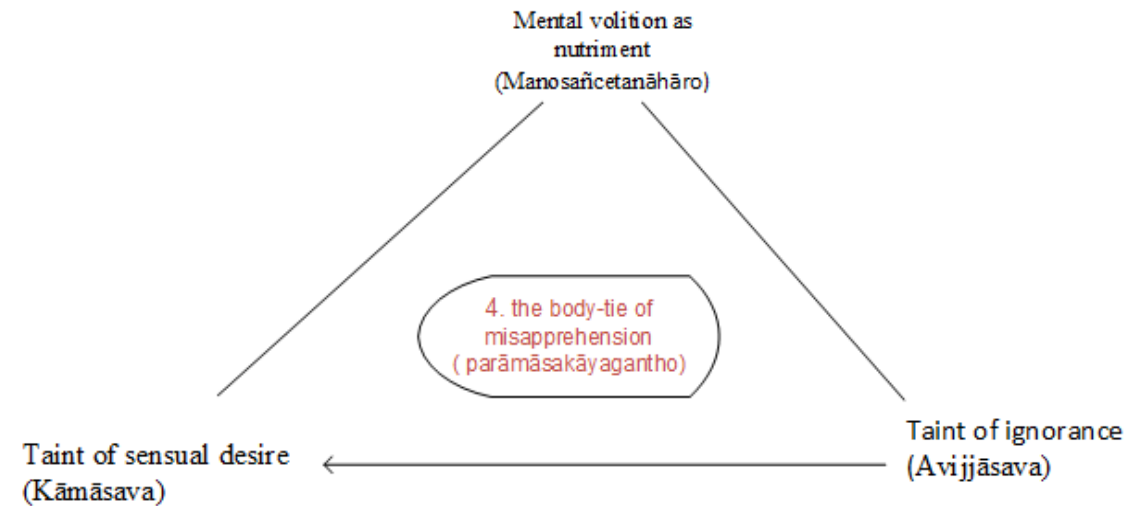 Mental volition as
nutriment
(Manosañcetanāhāro)
4. the body-tie of
misapprehension
( parāmāsakāyagantho)
Taint of sensual desire
(Kāmāsava)
Taint of ignorance
(Avijjāsava)